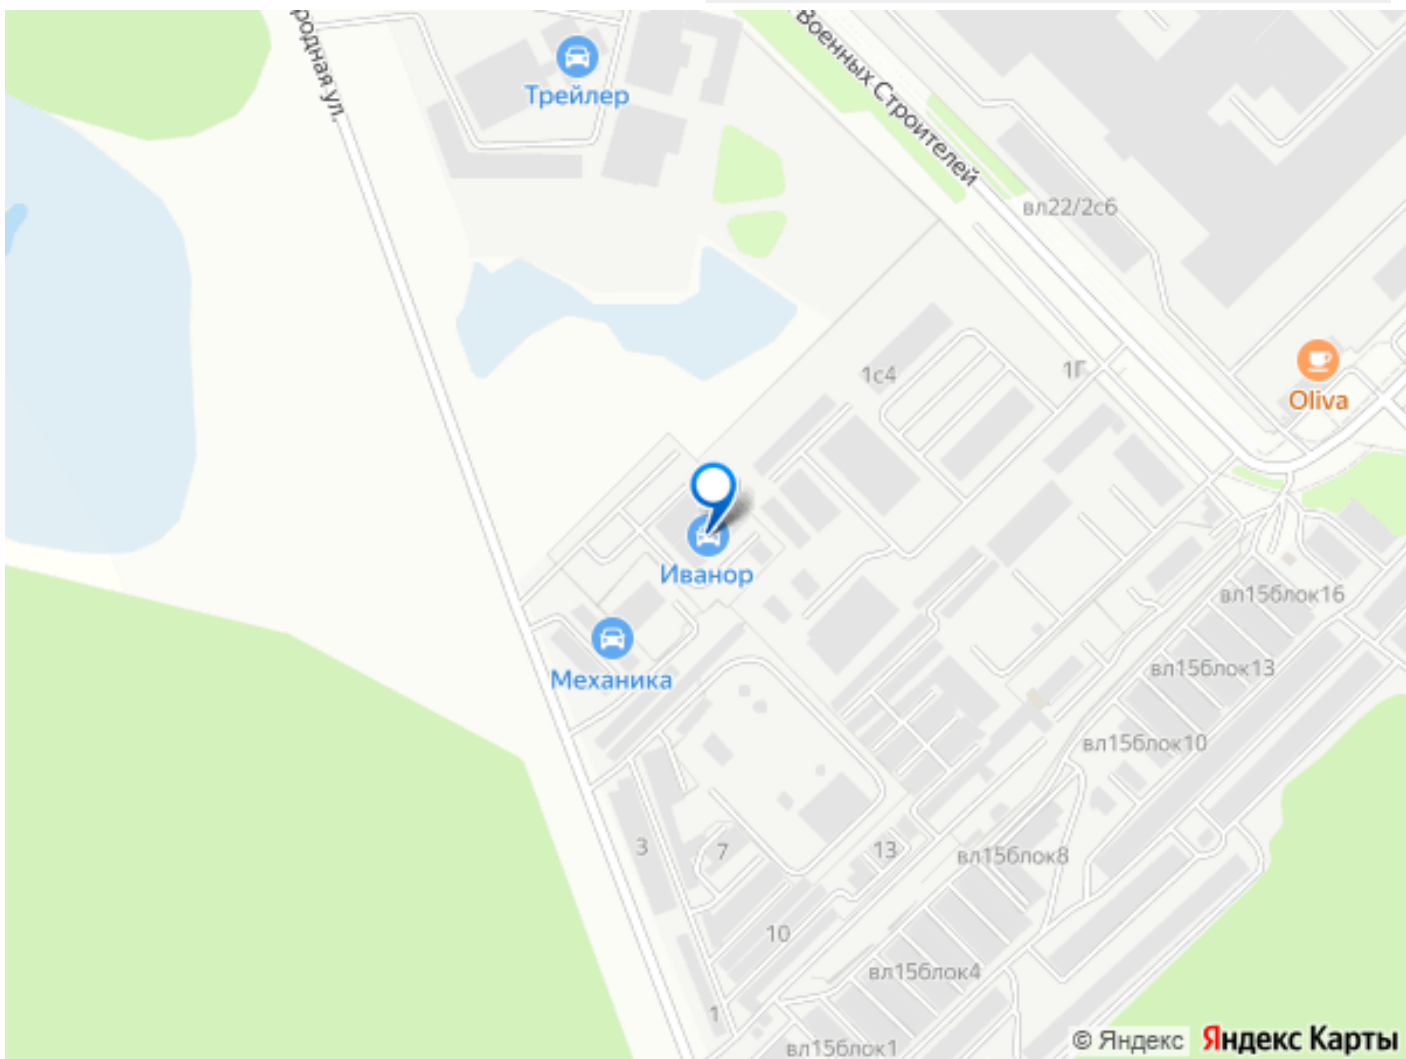 родная ул.
Военных Строителей
Трейлер
вл22/2с6
1с4
1Г
Oliva
Иванор
вл15блок16
Механика
вл15блок13
вл15блок10
3
7
13
вл15блок8
10
вл15блок4
1
вл15блок1
© Яндекс Яндекс Карты